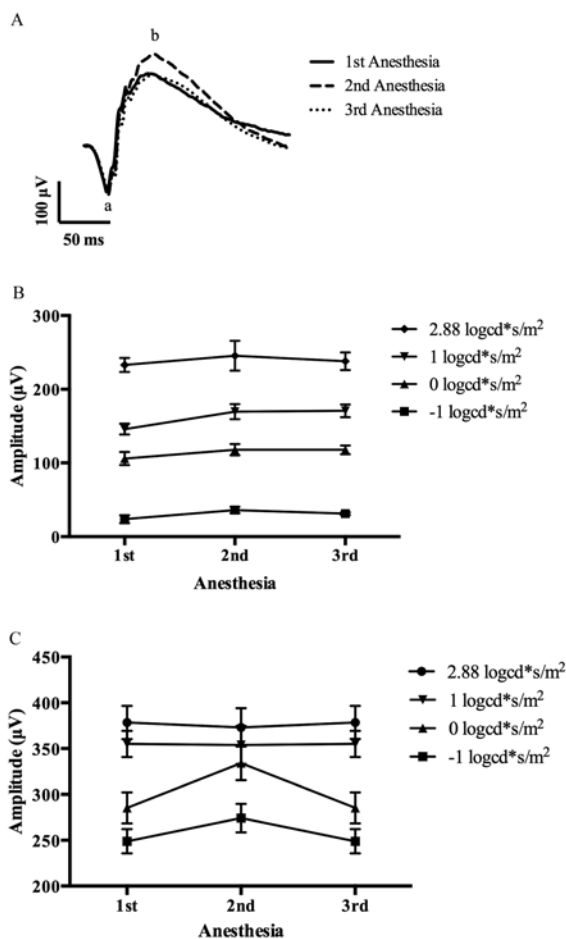 A
b
1st Anesthesia
2nd Anesthesia
3rd Anesthesia
100 µV
a
50 ms
B
300
200
100
0
Amplitude (µV)
1st
2nd
3rd
Anesthesia
2.88 logcd*s/m²
1 logcd*s/m²
0 logcd*s/m²
-1 logcd*s/m²
C
450
400
350
300
250
200
Amplitude (µV)
1st
2nd
3rd
Anesthesia
2.88 logcd*s/m²
1 logcd*s/m²
0 logcd*s/m²
-1 logcd*s/m²